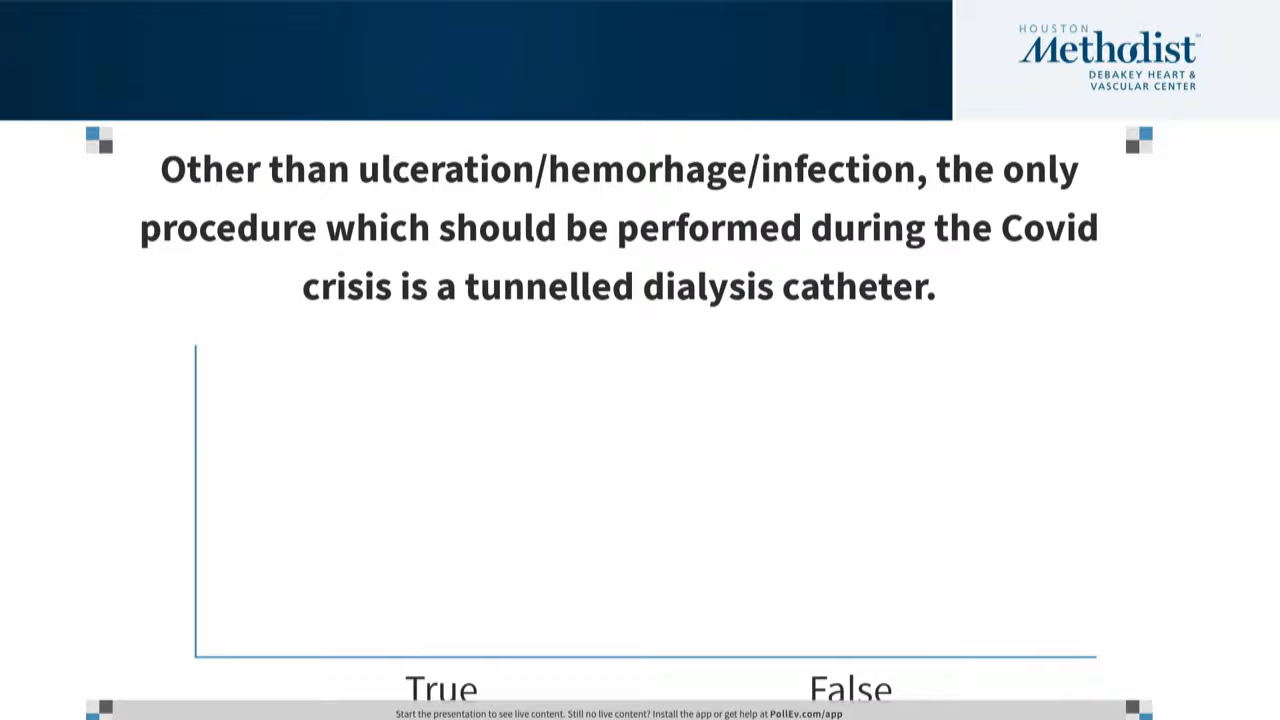 HOUSTON
Methodist
DEBAKEY HEART &
VASCULAR CENTER
Other than ulceration/hemorhage/infection, the only
procedure which should be performed during the Covid
crisis is a tunnelled dialysis catheter.
True False
Start the presentation to see live content. Still no live content? Install the app or get help at PollEv.com/app